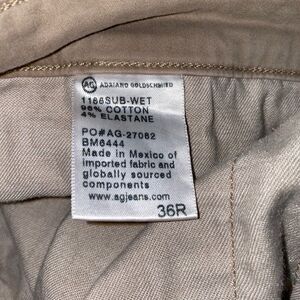 AG ADRIANO GOLDSCHMIED
1166SUB-WET
96% COTTON
4% ELASTANE
PO#AG-27082
BM6444
Made in Mexico of
imported fabric and
globally sourced
components
www.agjeans.com
36R